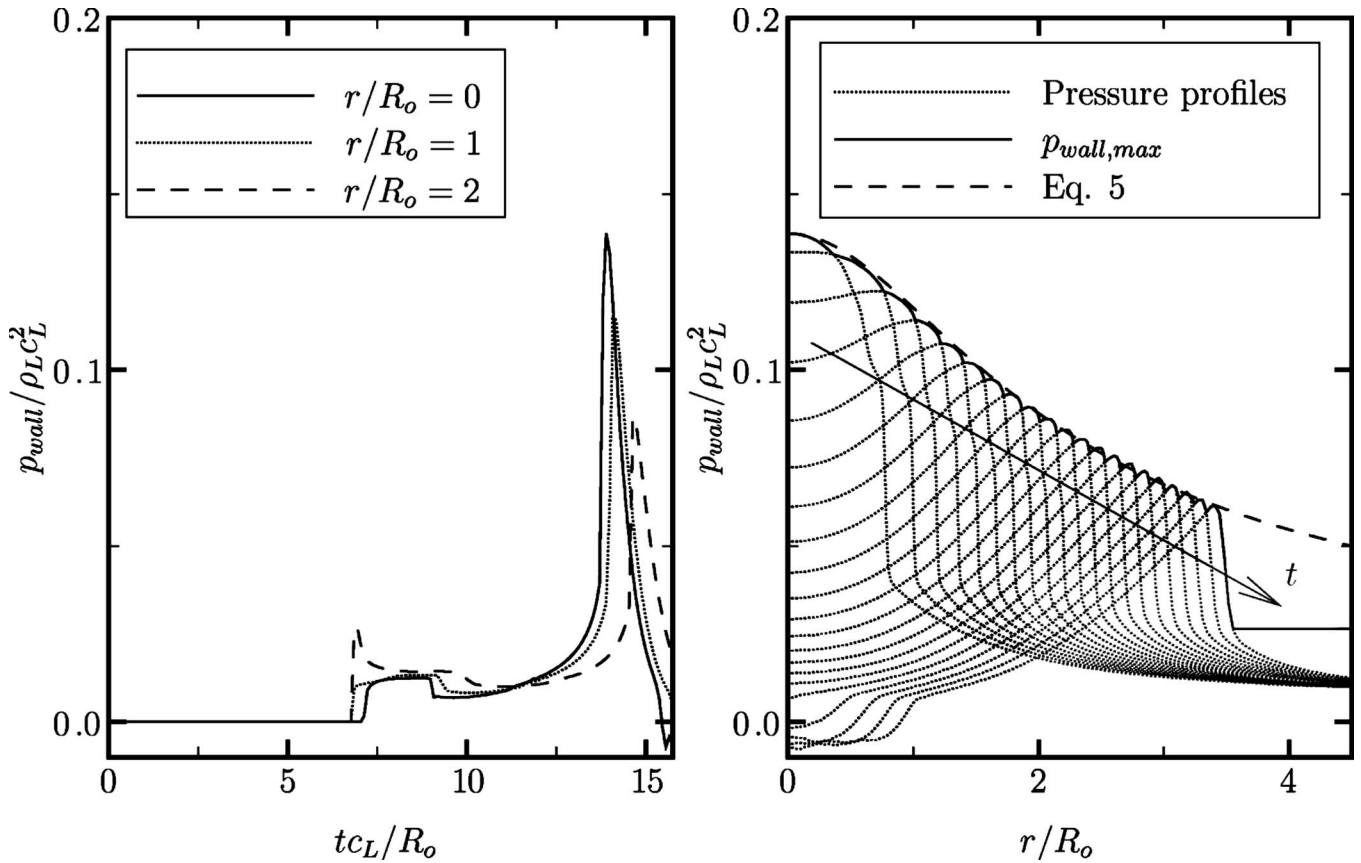 0.2
0.1
0.0
p_wall/ρ_L c_L^2
r/R_o = 0
r/R_o = 1
r/R_o = 2
0 5 10 15
tc_L/R_o
0.2
0.1
0.0
p_wall/ρ_L c_L^2
Pressure profiles
p_wall,max
Eq. 5
t
0 2 4
r/R_o